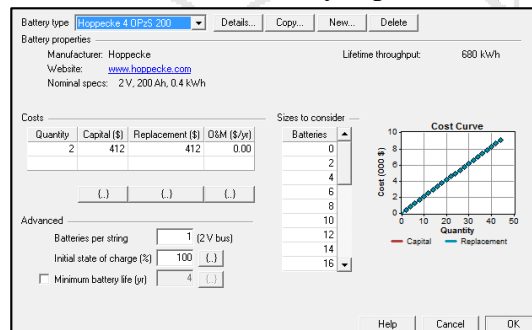 Battery type Hoppecke 4 OPzS 200 Details... Copy... New... Delete
Battery properties
Manufacturer: Hoppecke Lifetime throughput: 680 kWh
Website: www.hoppecke.com
Nominal specs: 2 V, 200 Ah, 0.4 kWh
Costs
Quantity Capital ($) Replacement ($) O&M ($/yr)
2 412 412 0.00
{..} {..} {..}
Sizes to consider
Batteries
0
2
4
6
8
10
12
14
16
Cost Curve
Cost (000 $)
10
8
6
4
2
0
0 10 20 30 40 50
Quantity
Capital Replacement
Advanced
Batteries per string 1 (2 V bus)
Initial state of charge (%) 100 {..}
Minimum battery life (yr) 4 {..}
Help Cancel OK